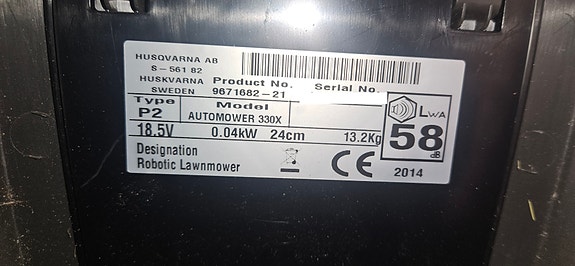 HUSQVARNA AB
S-561 82
HUSKVARNA
SWEDEN
Product No.
9671682-21
Serial No.
Type
P2
Model
AUTOMOWER 330X
18.5V 0.04kW 24cm 13.2Kg
LWA
58
dB
Designation
Robotic Lawnmower
CE
2014